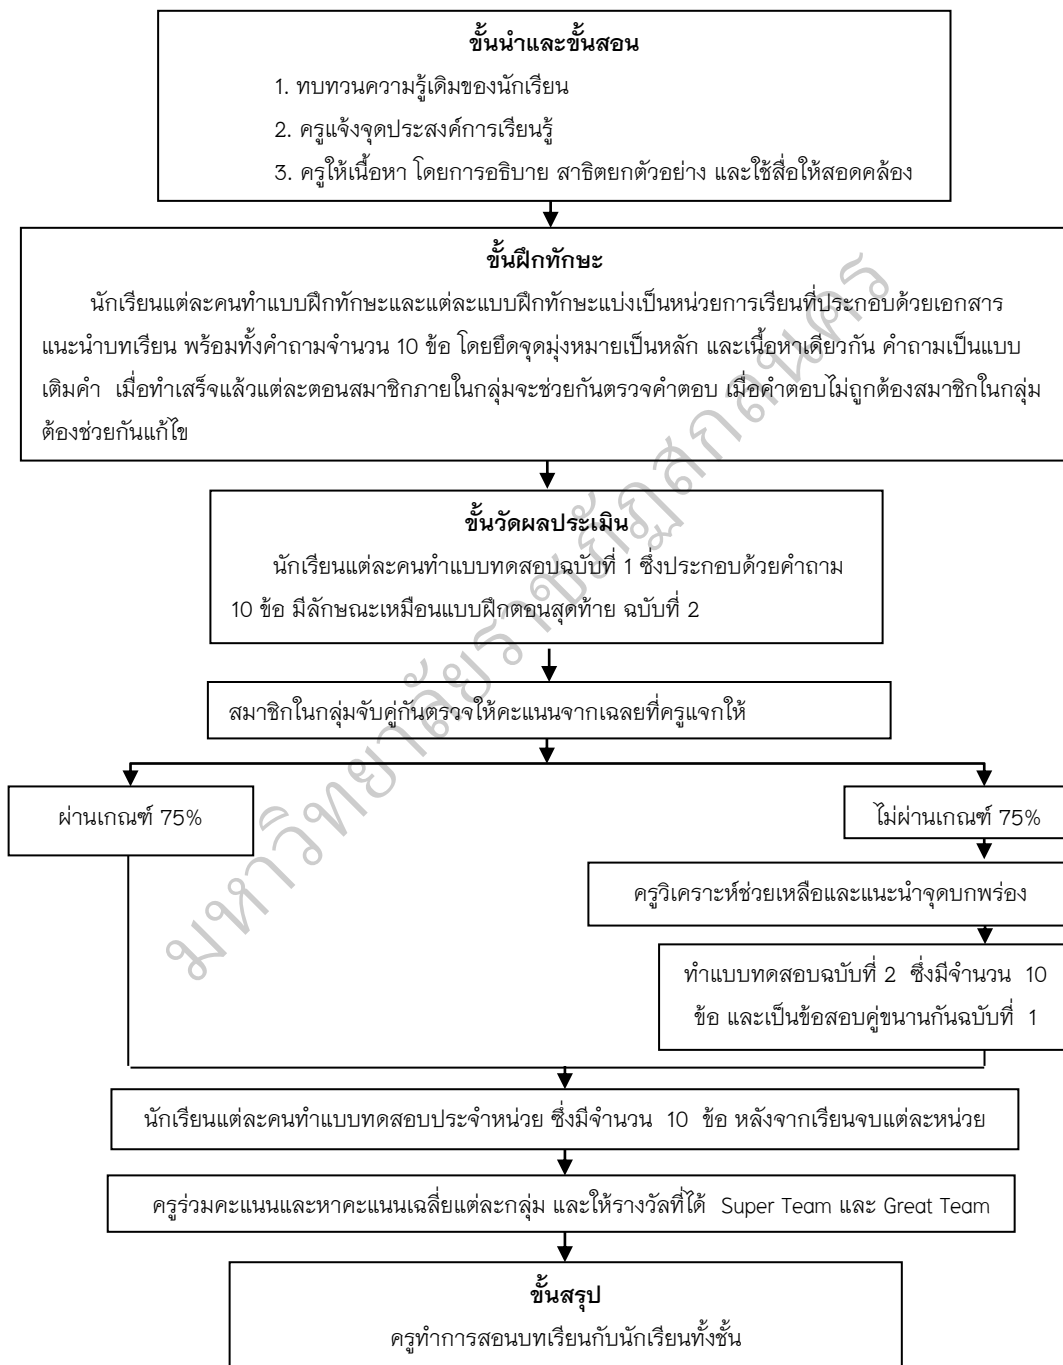 ขั้นนำและขั้นสอน
1. ทบทวนความรู้เดิมของนักเรียน
2. ครูแจ้งจุดประสงค์การเรียนรู้
3. ครูให้เนื้อหา โดยการอธิบาย สาธิตยกตัวอย่าง และใช้สื่อให้สอดคล้อง
ขั้นฝึกทักษะ
นักเรียนแต่ละคนทำแบบฝึกทักษะและแต่ละแบบฝึกทักษะแบ่งเป็นหน่วยการเรียนที่ประกอบด้วยเอกสาร
แนะนำบทเรียน พร้อมทั้งคำถามจำนวน 10 ข้อ โดยยึดจุดมุ่งหมายเป็นหลัก และเนื้อหาเดียวกัน คำถามเป็นแบบ
เติมคำ เมื่อทำเสร็จแล้วแต่ละตอนสมาชิกภายในกลุ่มจะช่วยกันตรวจคำตอบ เมื่อคำตอบไม่ถูกต้องสมาชิกในกลุ่ม
ต้องช่วยกันแก้ไข
ขั้นวัดผลประเมิน
นักเรียนแต่ละคนทำแบบทดสอบฉบับที่ 1 ซึ่งประกอบด้วยคำถาม
10 ข้อ มีลักษณะเหมือนแบบฝึกตอนสุดท้าย ฉบับที่ 2
สมาชิกในกลุ่มจับคู่กันตรวจให้คะแนนจากเฉลยที่ครูแจกให้
ผ่านเกณฑ์ 75%
ไม่ผ่านเกณฑ์ 75%
ครูวิเคราะห์ช่วยเหลือและแนะนำจุดบกพร่อง
ทำแบบทดสอบฉบับที่ 2 ซึ่งมีจำนวน 10
ข้อ และเป็นข้อสอบคู่ขนานกันฉบับที่ 1
นักเรียนแต่ละคนทำแบบทดสอบประจำหน่วย ซึ่งมีจำนวน 10 ข้อ หลังจากเรียนจบแต่ละหน่วย
ครูร่วมคะแนนและหาคะแนนเฉลี่ยแต่ละกลุ่ม และให้รางวัลที่ได้ Super Team และ Great Team
ขั้นสรุป
ครูทำการสอนบทเรียนกับนักเรียนทั้งชั้น
มหาวิทยาลัยราชภัฏสกลนคร